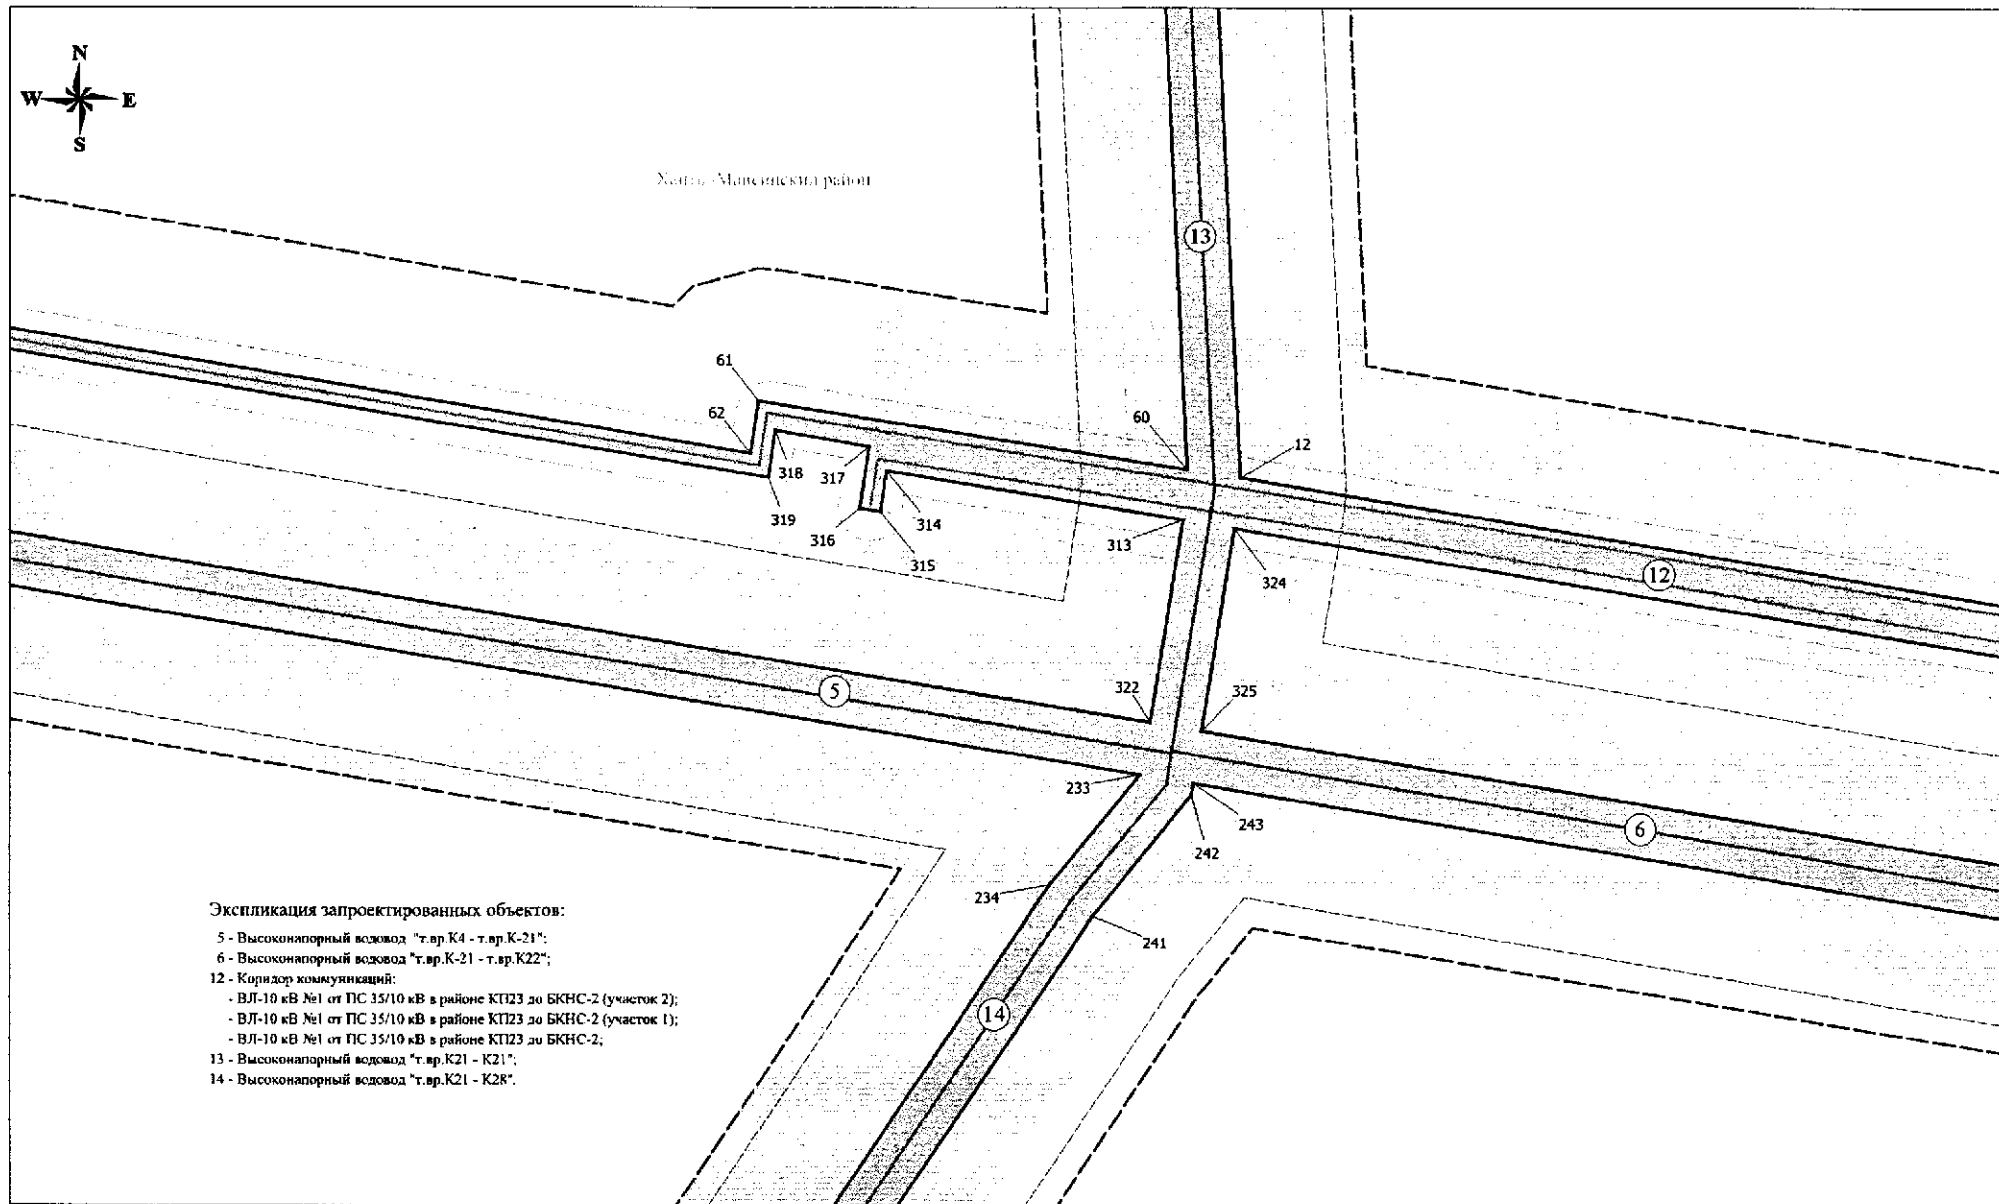 N
W E
S
Ханты-Мансийский район
13
61
62
60
12
318
317
314
319
316
315
313
324
12
5
322
325
233
243
242
6
234
241
14
Экспликация запроектированных объектов:
5 - Высоконапорный водовод "т.вр.К4 - т.вр.К-21";
6 - Высоконапорный водовод "т.вр.К-21 - т.вр.К22";
12 - Коридор коммуникаций:
- ВЛ-10 кВ №1 от ПС 35/10 кВ в районе КП23 до БКНС-2 (участок 2);
- ВЛ-10 кВ №1 от ПС 35/10 кВ в районе КП23 до БКНС-2 (участок 1);
- ВЛ-10 кВ №1 от ПС 35/10 кВ в районе КП23 до БКНС-2;
13 - Высоконапорный водовод "т.вр.К21 - К21";
14 - Высоконапорный водовод "т.вр.К21 - К28".